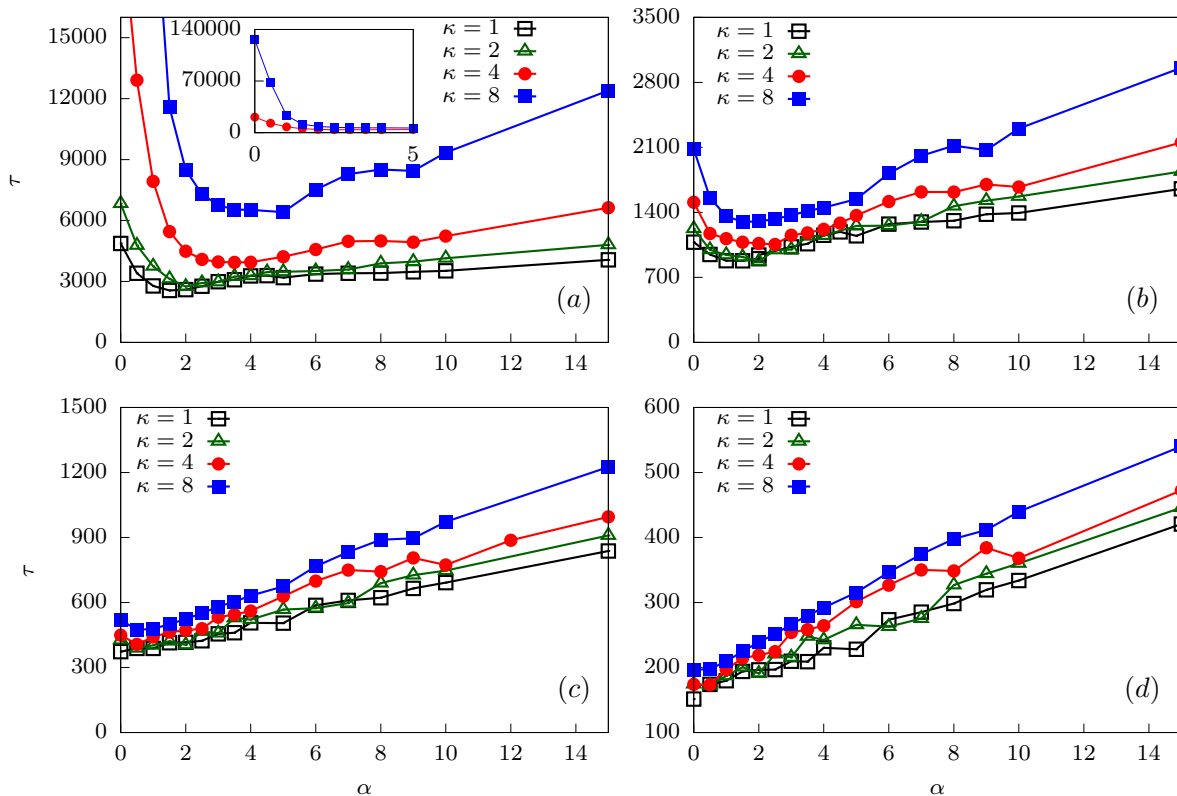 16000
12000
9000
6000
3000
0
15000
τ
0 2 4 6 8 10 12 14
140000
70000
0
0 5
κ = 1
κ = 2
κ = 4
κ = 8
(a)
3500
2800
2100
1400
700
0
0 2 4 6 8 10 12 14
κ = 1
κ = 2
κ = 4
κ = 8
(b)
1500
1200
900
600
300
0
τ
0 2 4 6 8 10 12 14
α
κ = 1
κ = 2
κ = 4
κ = 8
(c)
600
500
400
300
200
100
0 2 4 6 8 10 12 14
α
κ = 1
κ = 2
κ = 4
κ = 8
(d)